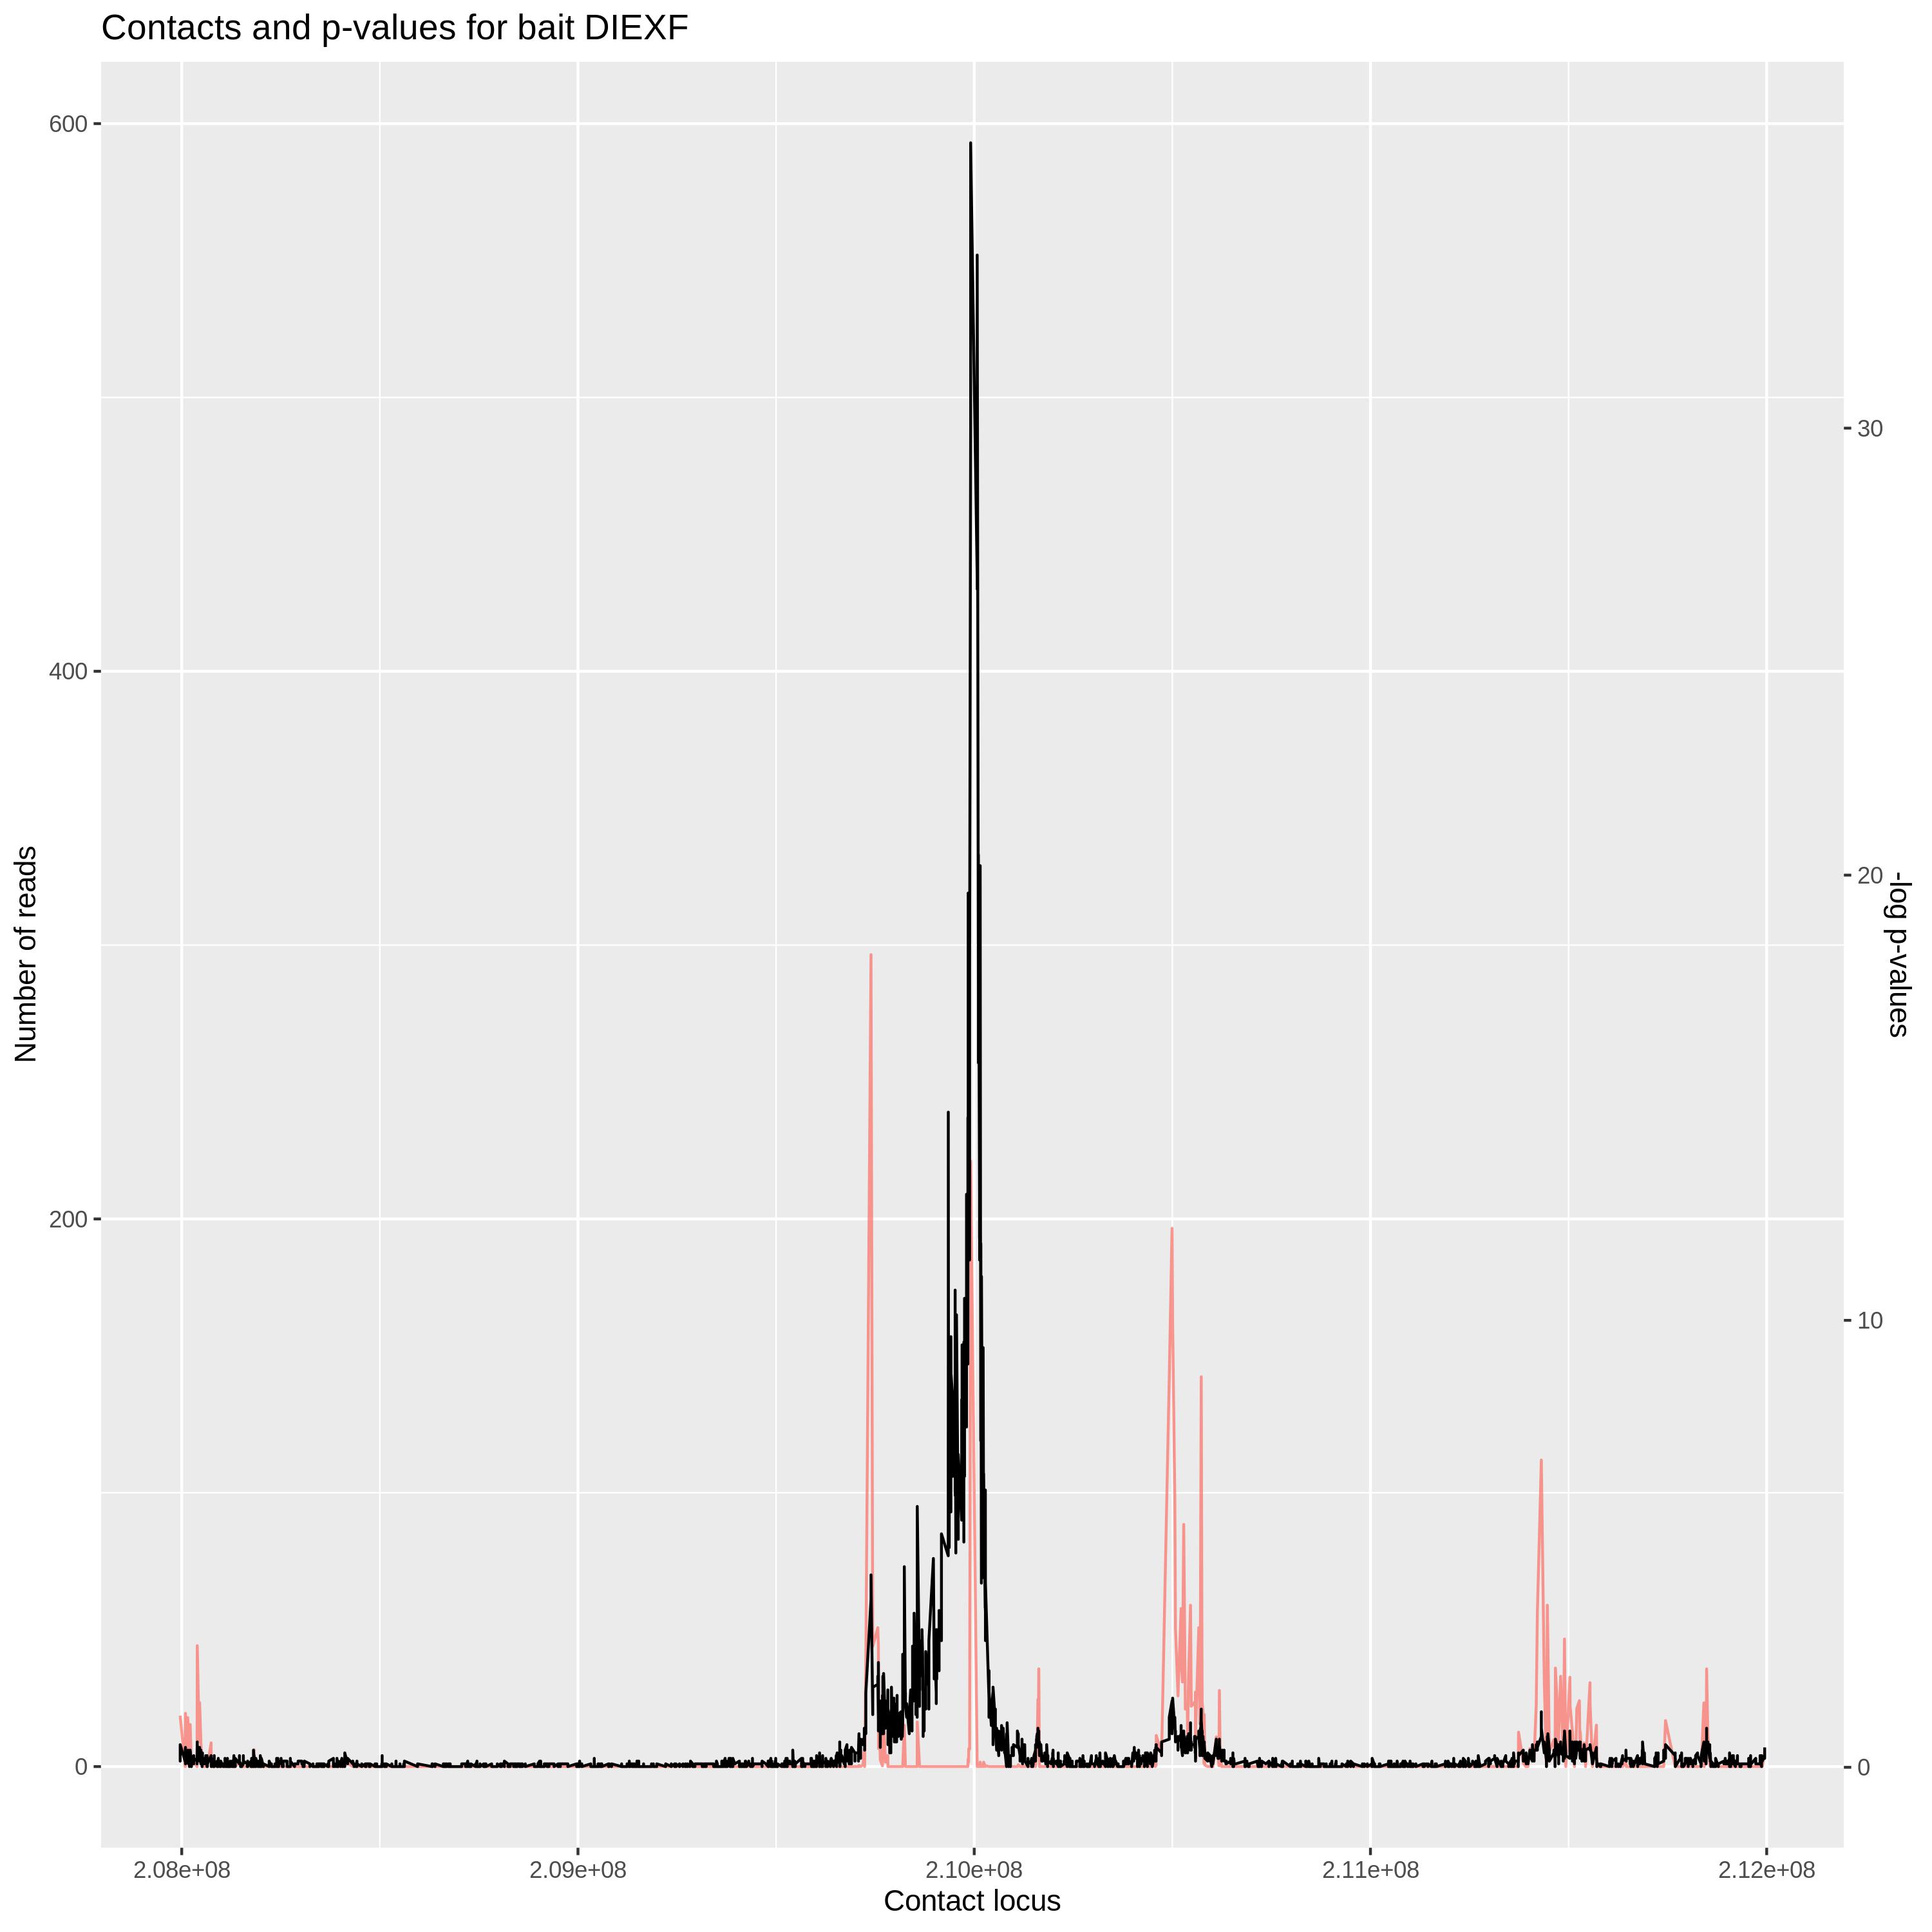 Contacts and p-values for bait DIEXF
600
400
200
0
Number of reads
30
20
10
0
-log p-values
2.08e+08 2.09e+08 2.10e+08 2.11e+08 2.12e+08
Contact locus